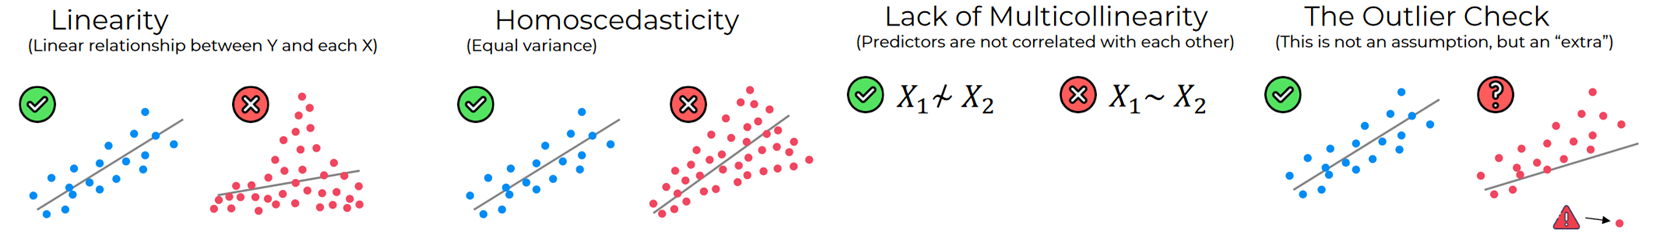 Linearity
(Linear relationship between Y and each X)
Homoscedasticity
(Equal variance)
Lack of Multicollinearity
(Predictors are not correlated with each other)
X₁ ≁ X₂
X₁ ~ X₂
The Outlier Check
(This is not an assumption, but an “extra”)
?
!